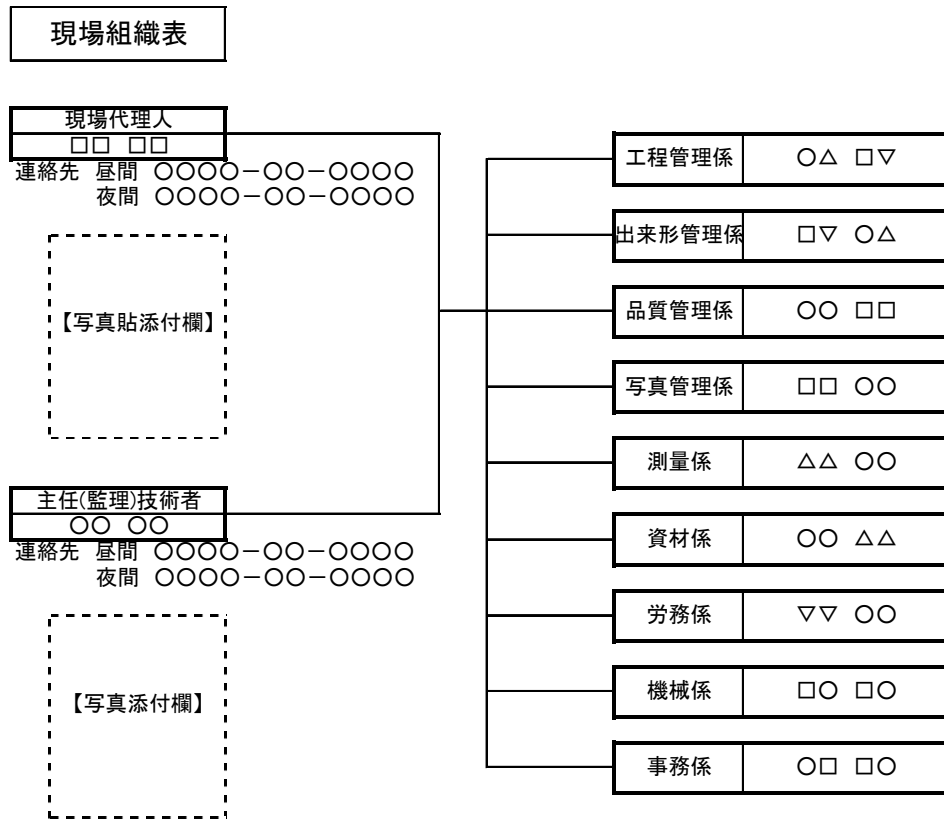 現場組織表
現場代理人
□□ □□
連絡先 昼間 ○○○○－○○－○○○○
夜間 ○○○○－○○－○○○○
【写真貼添付欄】
主任(監理)技術者
○○ ○○
連絡先 昼間 ○○○○－○○－○○○○
夜間 ○○○○－○○－○○○○
【写真添付欄】
工程管理係 ○△ □▽
出来形管理係 □▽ ○△
品質管理係 ○○ □□
写真管理係 □□ ○○
測量係 △△ ○○
資材係 ○○ △△
労務係 ▽▽ ○○
機械係 □○ □○
事務係 ○□ □○